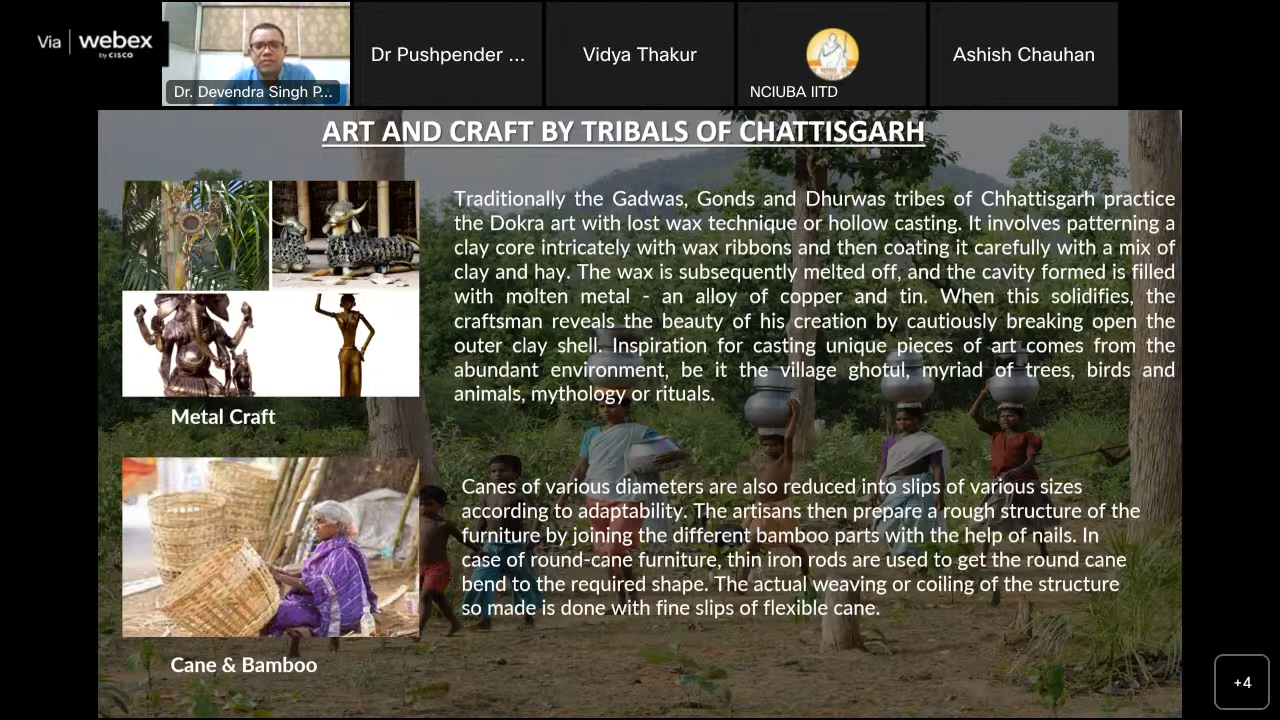 Via | webex
by CISCO
Dr. Devendra Singh P...
Dr Pushpender ...
Vidya Thakur
NCIUBA IITD
Ashish Chauhan
ART AND CRAFT BY TRIBALS OF CHATTISGARH
Traditionally the Gadwas, Gonds and Dhurwas tribes of Chhattisgarh practice
the Dokra art with lost wax technique or hollow casting. It involves patterning a
clay core intricately with wax ribbons and then coating it carefully with a mix of
clay and hay. The wax is subsequently melted off, and the cavity formed is filled
with molten metal - an alloy of copper and tin. When this solidifies, the
craftsman reveals the beauty of his creation by cautiously breaking open the
outer clay shell. Inspiration for casting unique pieces of art comes from the
abundant environment, be it the village ghotul, myriad of trees, birds and
animals, mythology or rituals.
Metal Craft
Canes of various diameters are also reduced into slips of various sizes
according to adaptability. The artisans then prepare a rough structure of the
furniture by joining the different bamboo parts with the help of nails. In
case of round-cane furniture, thin iron rods are used to get the round cane
bend to the required shape. The actual weaving or coiling of the structure
so made is done with fine slips of flexible cane.
Cane & Bamboo
+4